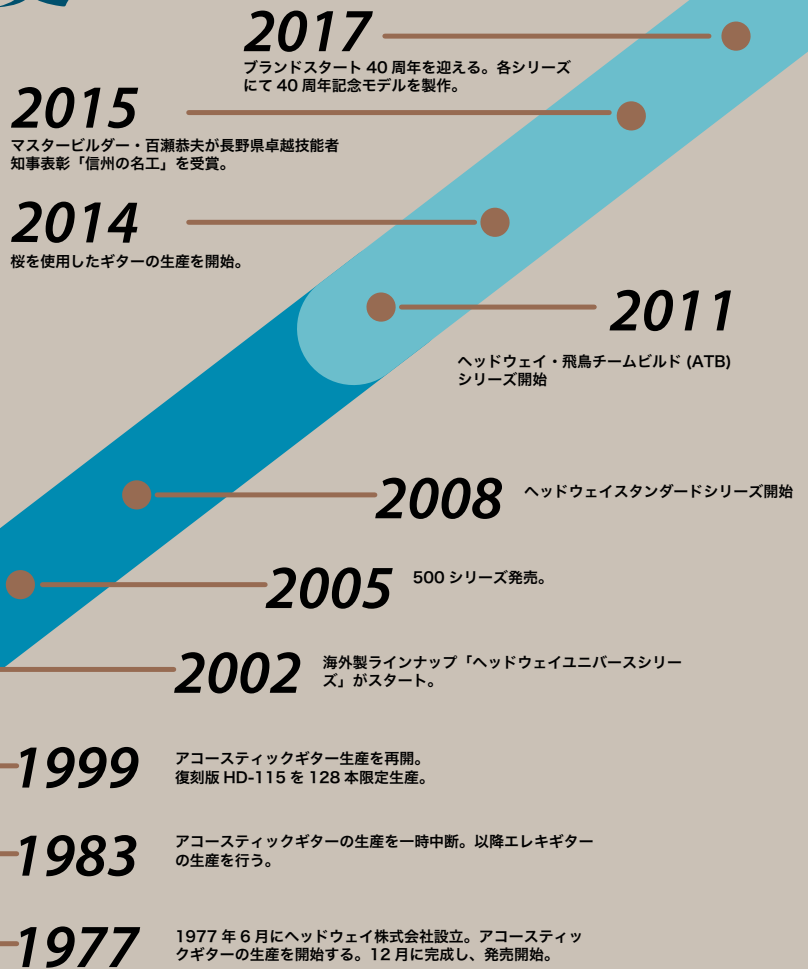 2017
ブランドスタート 40 周年を迎える。各シリーズ
にて 40 周年記念モデルを製作。
2015
マスタービルダー・百瀬恭夫が長野県卓越技能者
知事表彰「信州の名工」を受賞。
2014
桜を使用したギターの生産を開始。
2011
ヘッドウェイ・飛鳥チームビルド (ATB)
シリーズ開始
2008
ヘッドウェイスタンダードシリーズ開始
2005
500 シリーズ発売。
2002
海外製ラインナップ「ヘッドウェイユニバースシリー
ズ」がスタート。
1999
アコースティックギター生産を再開。
復刻版 HD-115 を 128 本限定生産。
1983
アコースティックギターの生産を一時中断。以降エレキギター
の生産を行う。
1977
1977 年 6 月にヘッドウェイ株式会社設立。アコースティッ
クギターの生産を開始する。12 月に完成し、発売開始。